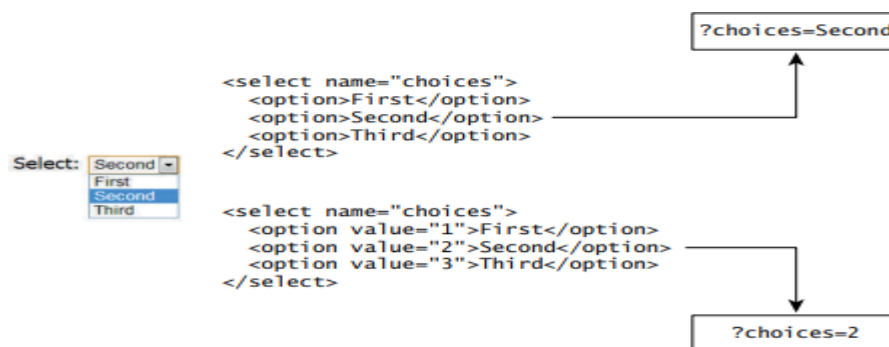 ?choices=Second
<select name="choices">
<option>First</option>
<option>Second</option>
<option>Third</option>
</select>
Select: Second
First
Second
Third
<select name="choices">
<option value="1">First</option>
<option value="2">Second</option>
<option value="3">Third</option>
</select>
?choices=2